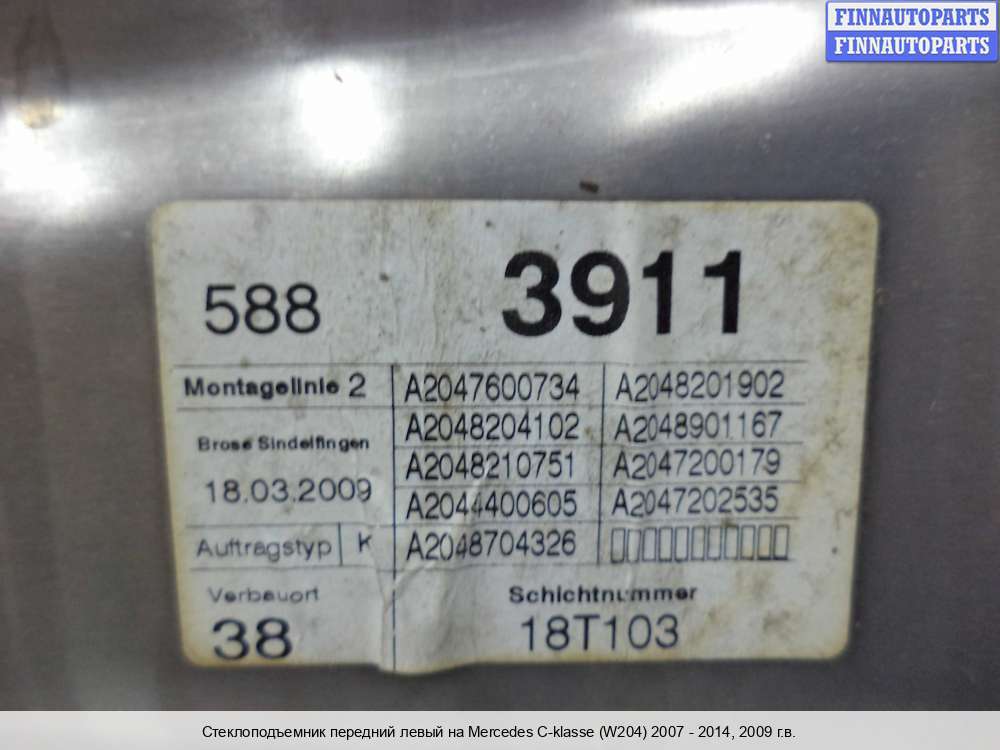 FINNAUTOPARTS
FINNAUTOPARTS
588 3911
Montagelinie 2 A2047600734 A2048201902
Brose Sindelfingen A2048204102 A2048901167
18.03.2009 A2048210751 A2047200179
A2044400605 A2047202535
Auftragstyp K A2048704326
Verbauort Schichtnummer
38 18T103
Стеклоподъемник передний левый на Mercedes C-klasse (W204) 2007 - 2014, 2009 г.в.